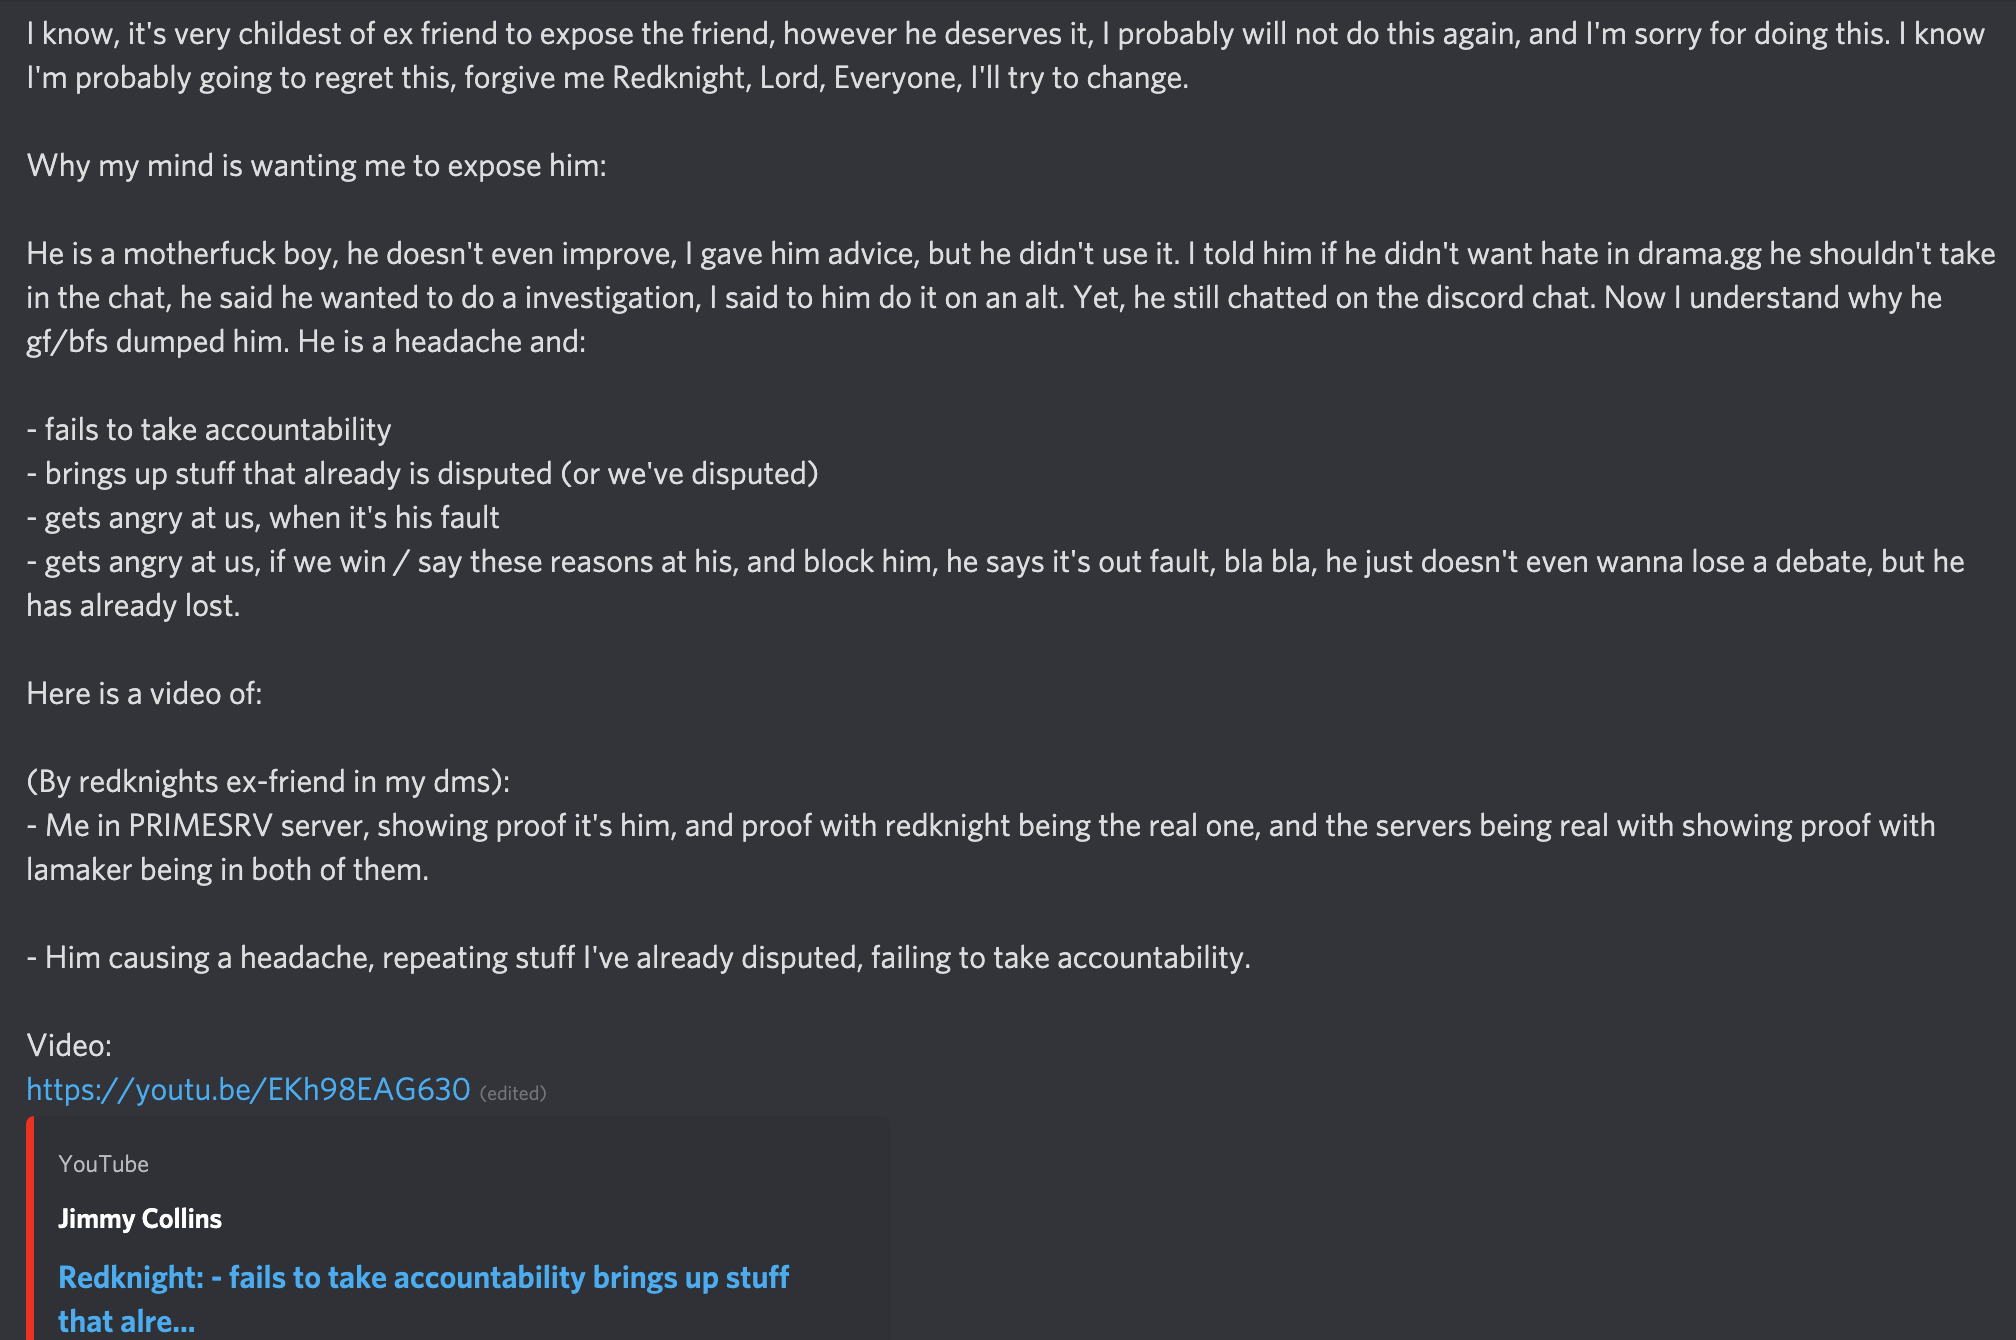 I know, it's very childest of ex friend to expose the friend, however he deserves it, I probably will not do this again, and I'm sorry for doing this. I know
I'm probably going to regret this, forgive me Redknight, Lord, Everyone, I'll try to change.
Why my mind is wanting me to expose him:
He is a motherfuck boy, he doesn't even improve, I gave him advice, but he didn't use it. I told him if he didn't want hate in drama.gg he shouldn't take
in the chat, he said he wanted to do a investigation, I said to him do it on an alt. Yet, he still chatted on the discord chat. Now I understand why he
gf/bfs dumped him. He is a headache and:
- fails to take accountability
- brings up stuff that already is disputed (or we've disputed)
- gets angry at us, when it's his fault
- gets angry at us, if we win / say these reasons at his, and block him, he says it's out fault, bla bla, he just doesn't even wanna lose a debate, but he
has already lost.
Here is a video of:
(By redknights ex-friend in my dms):
- Me in PRIMESRV server, showing proof it's him, and proof with redknight being the real one, and the servers being real with showing proof with
lamaker being in both of them.
- Him causing a headache, repeating stuff I've already disputed, failing to take accountability.
Video:
https://youtu.be/EKh98EAG630 (edited)
YouTube
Jimmy Collins
Redknight: - fails to take accountability brings up stuff
that alre...